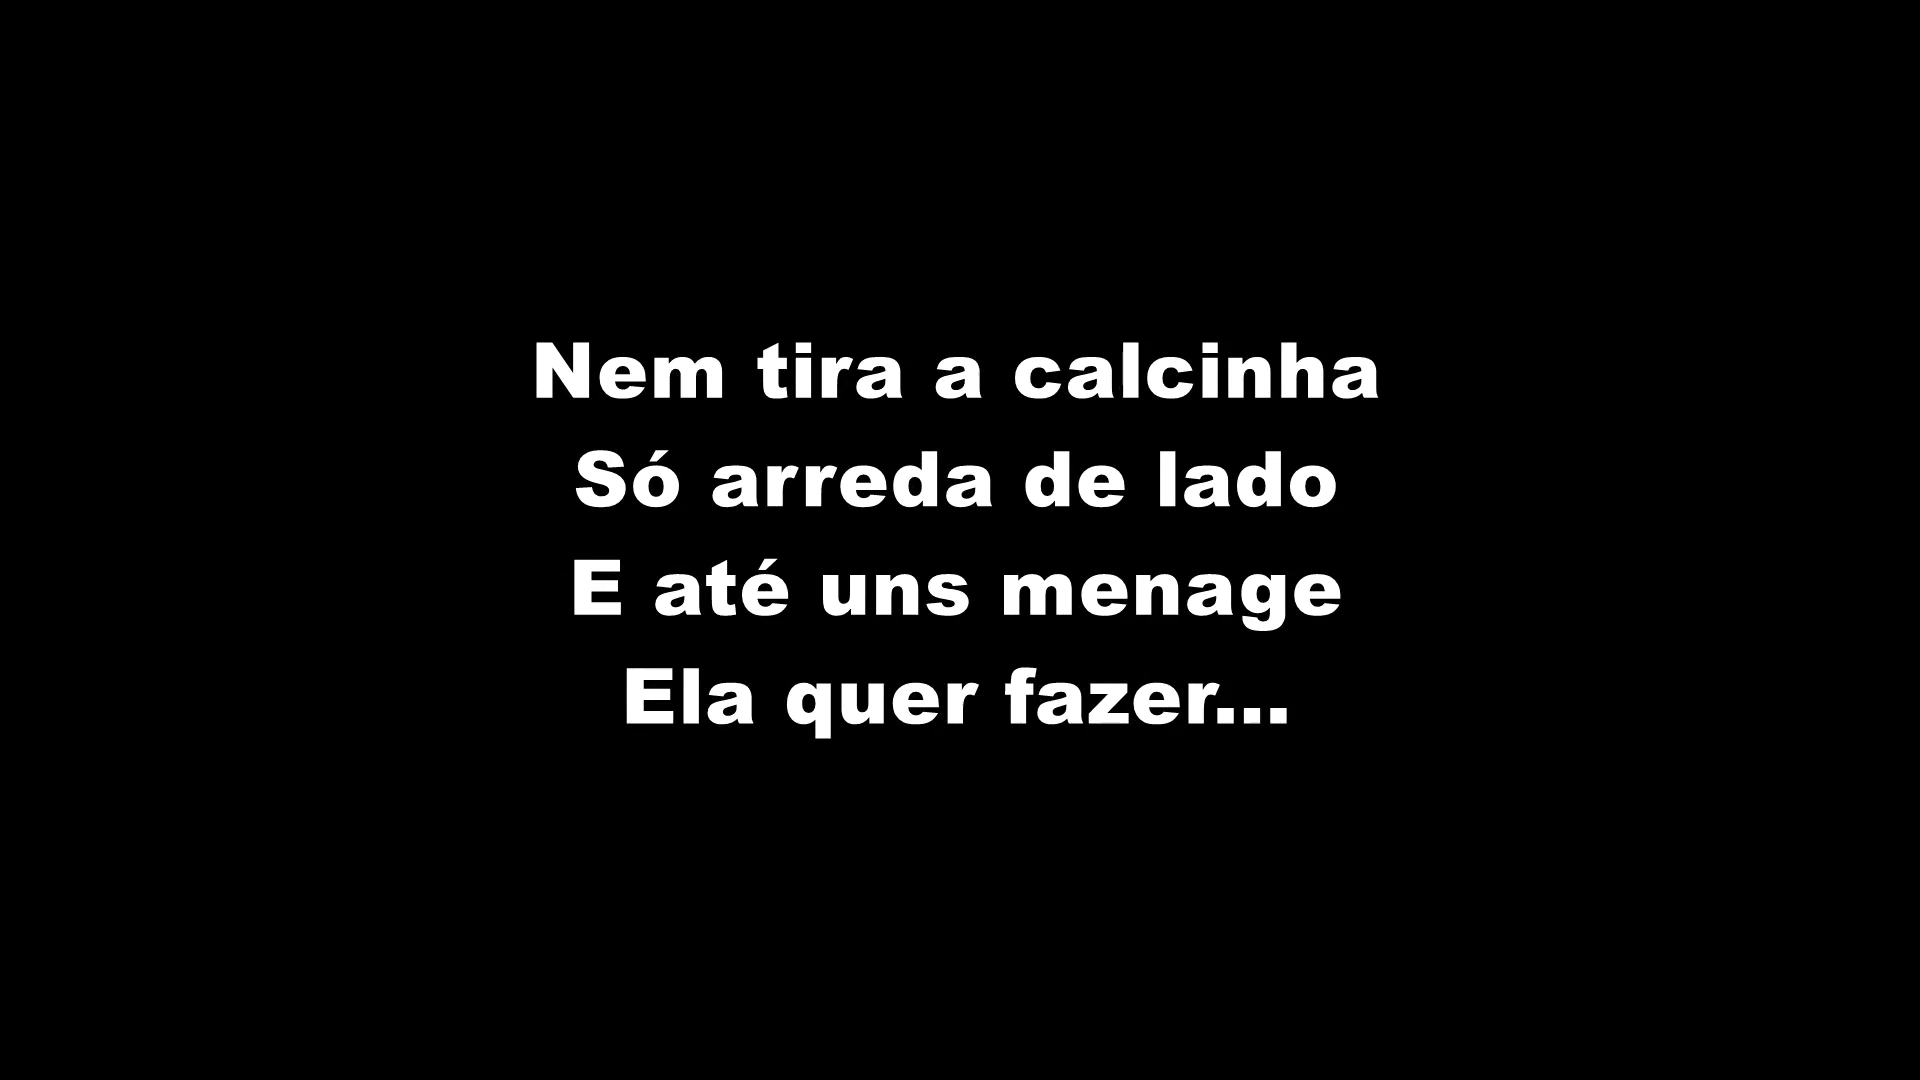 Nem tira a calcinha
Só arreda de lado
E até uns menage
Ela quer fazer...